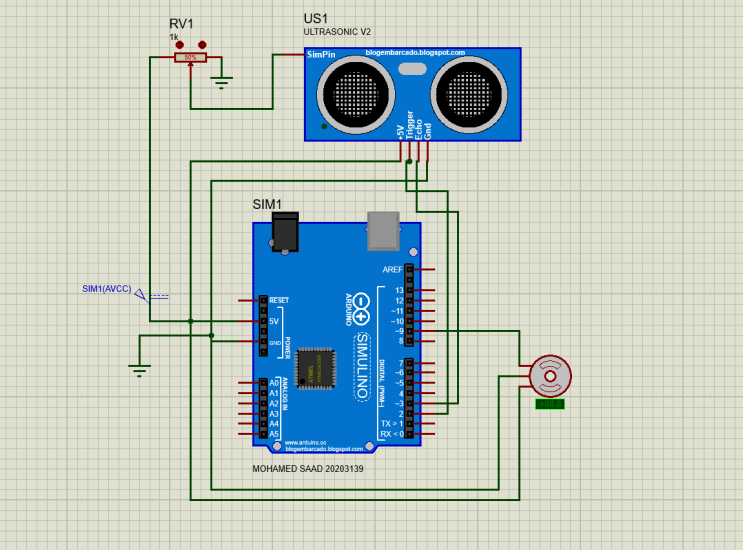 RV1
1k
50%
US1
ULTRASONIC V2
SimPin
blogembarcado.blogspot.com
+5V
Trigger
Echo
Gnd
SIM1
SIM1(AVCC)
RESET
5V
GND
POWER
A0
A1
A2
A3
A4
A5
ANALOG IN
ATMEL
ARDUINO
SIMULINO
AREF
13
12
~11
~10
~9
8
7
~6
~5
4
~3
2
TX > 1
RX < 0
DIGITAL (PWM~)
www.arduino.cc
blogembarcado.blogspot.com
MOHAMED SAAD 20203139